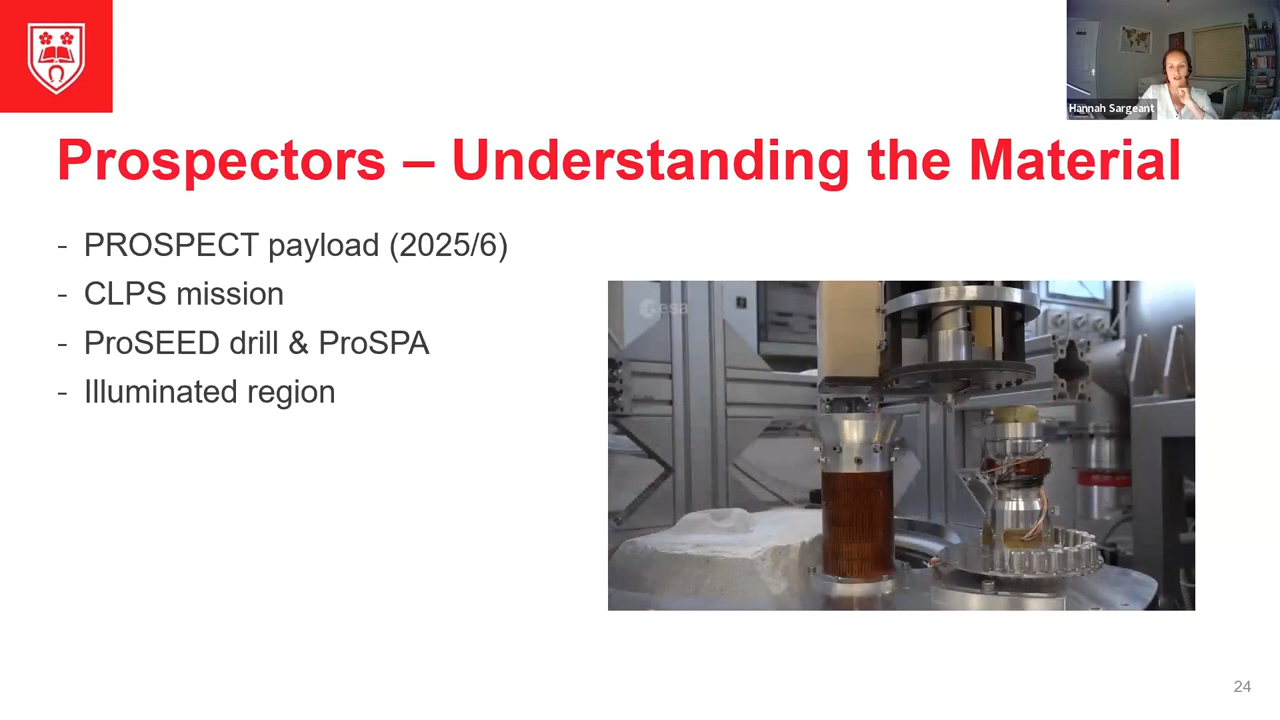 Hannah Sargeant
Prospectors – Understanding the Material
- PROSPECT payload (2025/6)
- CLPS mission
- ProSEED drill & ProSPA
- Illuminated region
esa
24